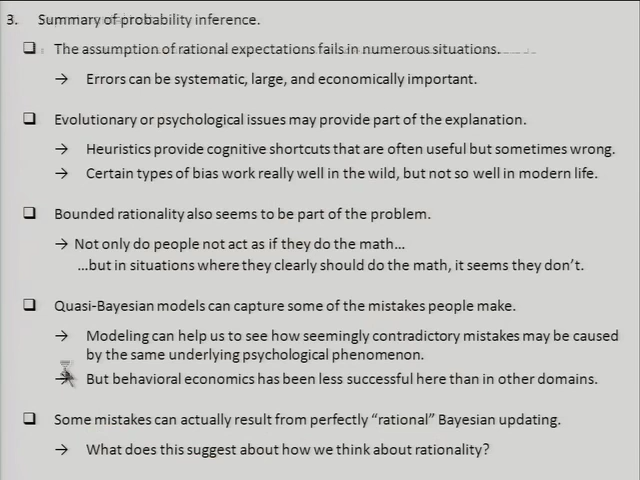 3. Summary of probability inference.
❑ The assumption of rational expectations fails in numerous situations.
→ Errors can be systematic, large, and economically important.
❑ Evolutionary or psychological issues may provide part of the explanation.
→ Heuristics provide cognitive shortcuts that are often useful but sometimes wrong.
→ Certain types of bias work really well in the wild, but not so well in modern life.
❑ Bounded rationality also seems to be part of the problem.
→ Not only do people not act as if they do the math…
…but in situations where they clearly should do the math, it seems they don't.
❑ Quasi-Bayesian models can capture some of the mistakes people make.
→ Modeling can help us to see how seemingly contradictory mistakes may be caused
by the same underlying psychological phenomenon.
→ But behavioral economics has been less successful here than in other domains.
❑ Some mistakes can actually result from perfectly “rational” Bayesian updating.
→ What does this suggest about how we think about rationality?